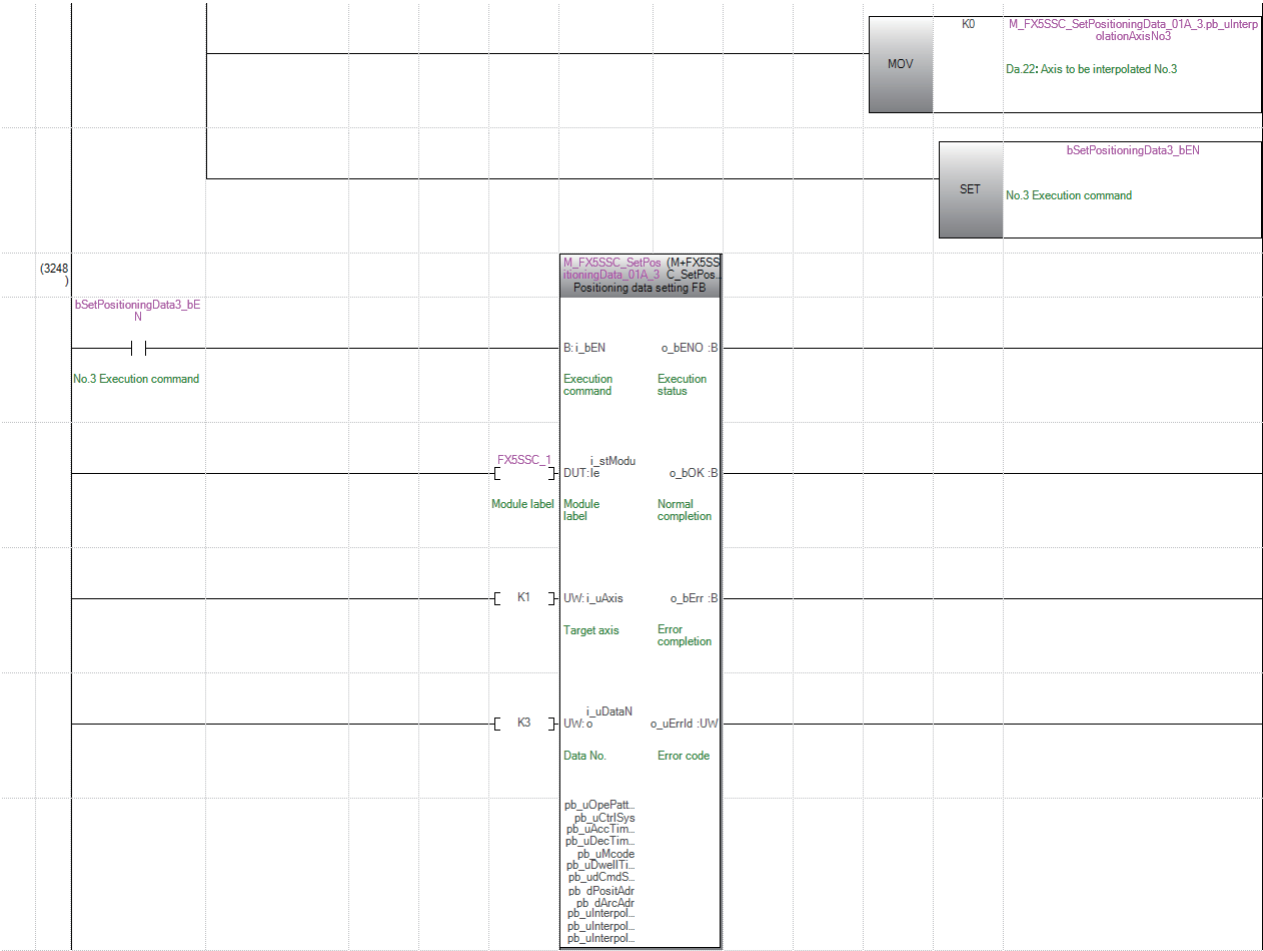 K0
M_FX5SSC_SetPositioningData_01A_3.pb_uInterp
olationAxisNo3
MOV
Da.22: Axis to be interpolated No.3
bSetPositioningData3_bEN
SET
No.3 Execution command
(3248
)
M_FX5SSC_SetPos (M+FX5SS
itioningData_01A_3 C_SetPos..
Positioning data setting FB
bSetPositioningData3_bE
N
B: i_bEN o_bENO :B
No.3 Execution command
Execution
command
Execution
status
FX5SSC_1
i_stModu
DUT: le o_bOK :B
Module label
Module
label
Normal
completion
K1
UW: i_uAxis o_bErr :B
Target axis
Error
completion
K3
i_uDataN
UW: o o_uErrId :UW
Data No.
Error code
pb_uOpePatt...
pb_uCtrlSys
pb_uAccTim...
pb_uDecTim...
pb_uMcode
pb_uDwellTi...
pb_udCmdS...
pb_dPositAdr
pb_dArcAdr
pb_uInterpol...
pb_uInterpol...
pb_uInterpol...